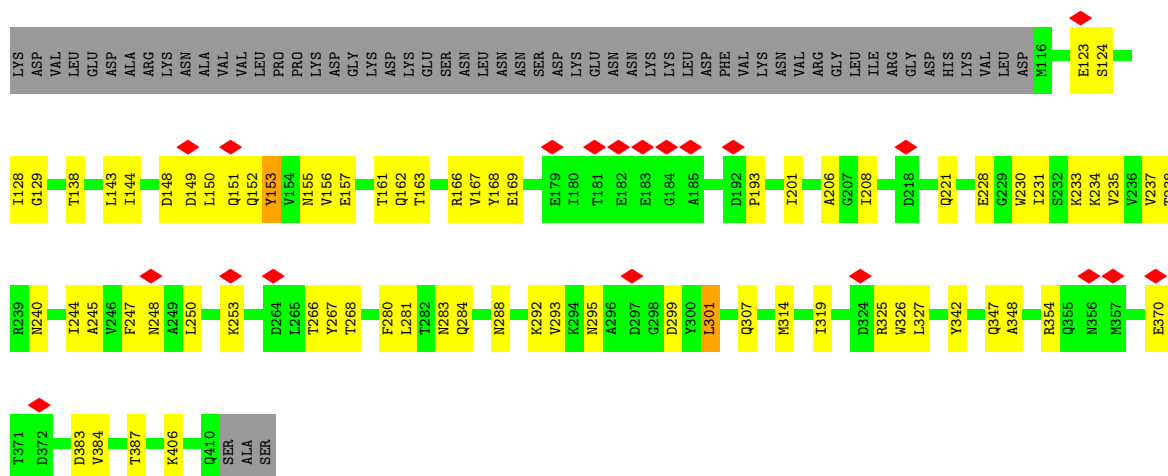 LYS ASP VAL LEU GLU ASP ALA ARG LYS ASN ALA VAL VAL LEU PRO PRO LYS ASP GLY LYS ASP LYS GLU SER ASN LEU ASN ASN SER ASP LYS GLU ASN ASN LYS LYS LEU ASP PHE VAL LYS ASN VAL ARG GLY LEU ILE ARG GLY ASP HIS LYS VAL LEU ASP M116 E123 S124
I128 G129 T138 L143 I144 D148 D149 L150 Q151 Q152 Y153 V154 N155 V156 E157 T161 Q162 T163 R166 V167 Y168 E169 E179 I180 T181 E182 E183 G184 A185 D192 P193 I201 A206 G207 I208 D218 Q221 E228 G229 W230 I231 S232 K233 K234 V235 V236 V237 T238
R239 N240 I244 A245 V246 F247 N248 A249 L250 K253 D264 L265 T266 Y267 T268 F280 L281 T282 N283 Q284 N288 K292 V293 K294 N295 A296 D297 G298 D299 Y300 L301 Q307 M314 I319 D324 R325 W326 L327 Y342 Q347 A348 R354 Q355 N356 M357 E370
T371 D372 D383 V384 T387 K406 Q410 SER ALA SER